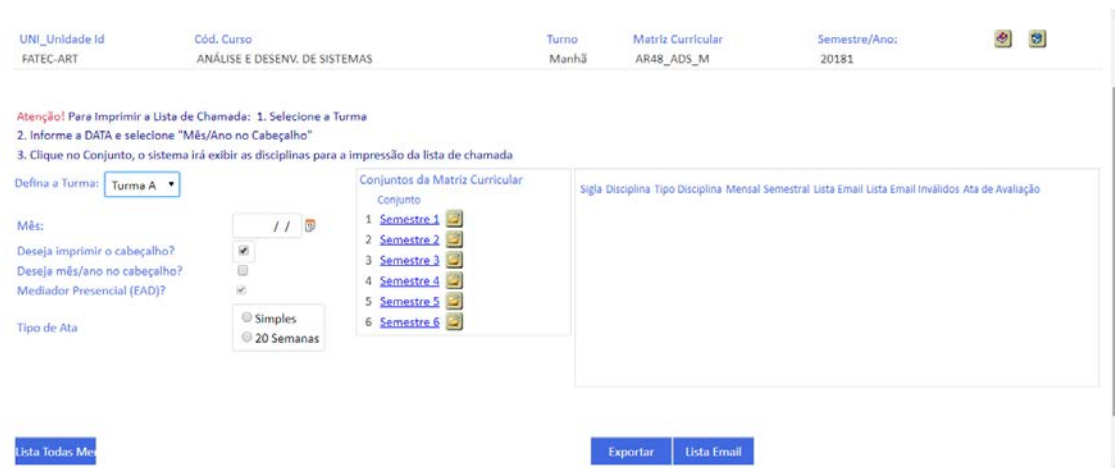 UNI_Unidade Id Cód. Curso Turno Matriz Curricular Semestre/Ano:
FATEC-ART ANÁLISE E DESENV. DE SISTEMAS Manhã AR48_ADS_M 20181
Atenção! Para Imprimir a Lista de Chamada: 1. Selecione a Turma
2. Informe a DATA e selecione "Mês/Ano no Cabeçalho"
3. Clique no Conjunto, o sistema irá exibir as disciplinas para a impressão da lista de chamada
Defina a Turma: Turma A
Mês: / /
Deseja imprimir o cabeçalho?
Deseja mês/ano no cabeçalho?
Mediador Presencial (EAD)?
Tipo de Ata
Simples
20 Semanas
Conjuntos da Matriz Curricular
Conjunto
1 Semestre 1
2 Semestre 2
3 Semestre 3
4 Semestre 4
5 Semestre 5
6 Semestre 6
Sigla Disciplina Tipo Disciplina Mensal Semestral Lista Email Lista Email Inválidos Ata de Avaliação
Lista Todas Me
Exportar Lista Email